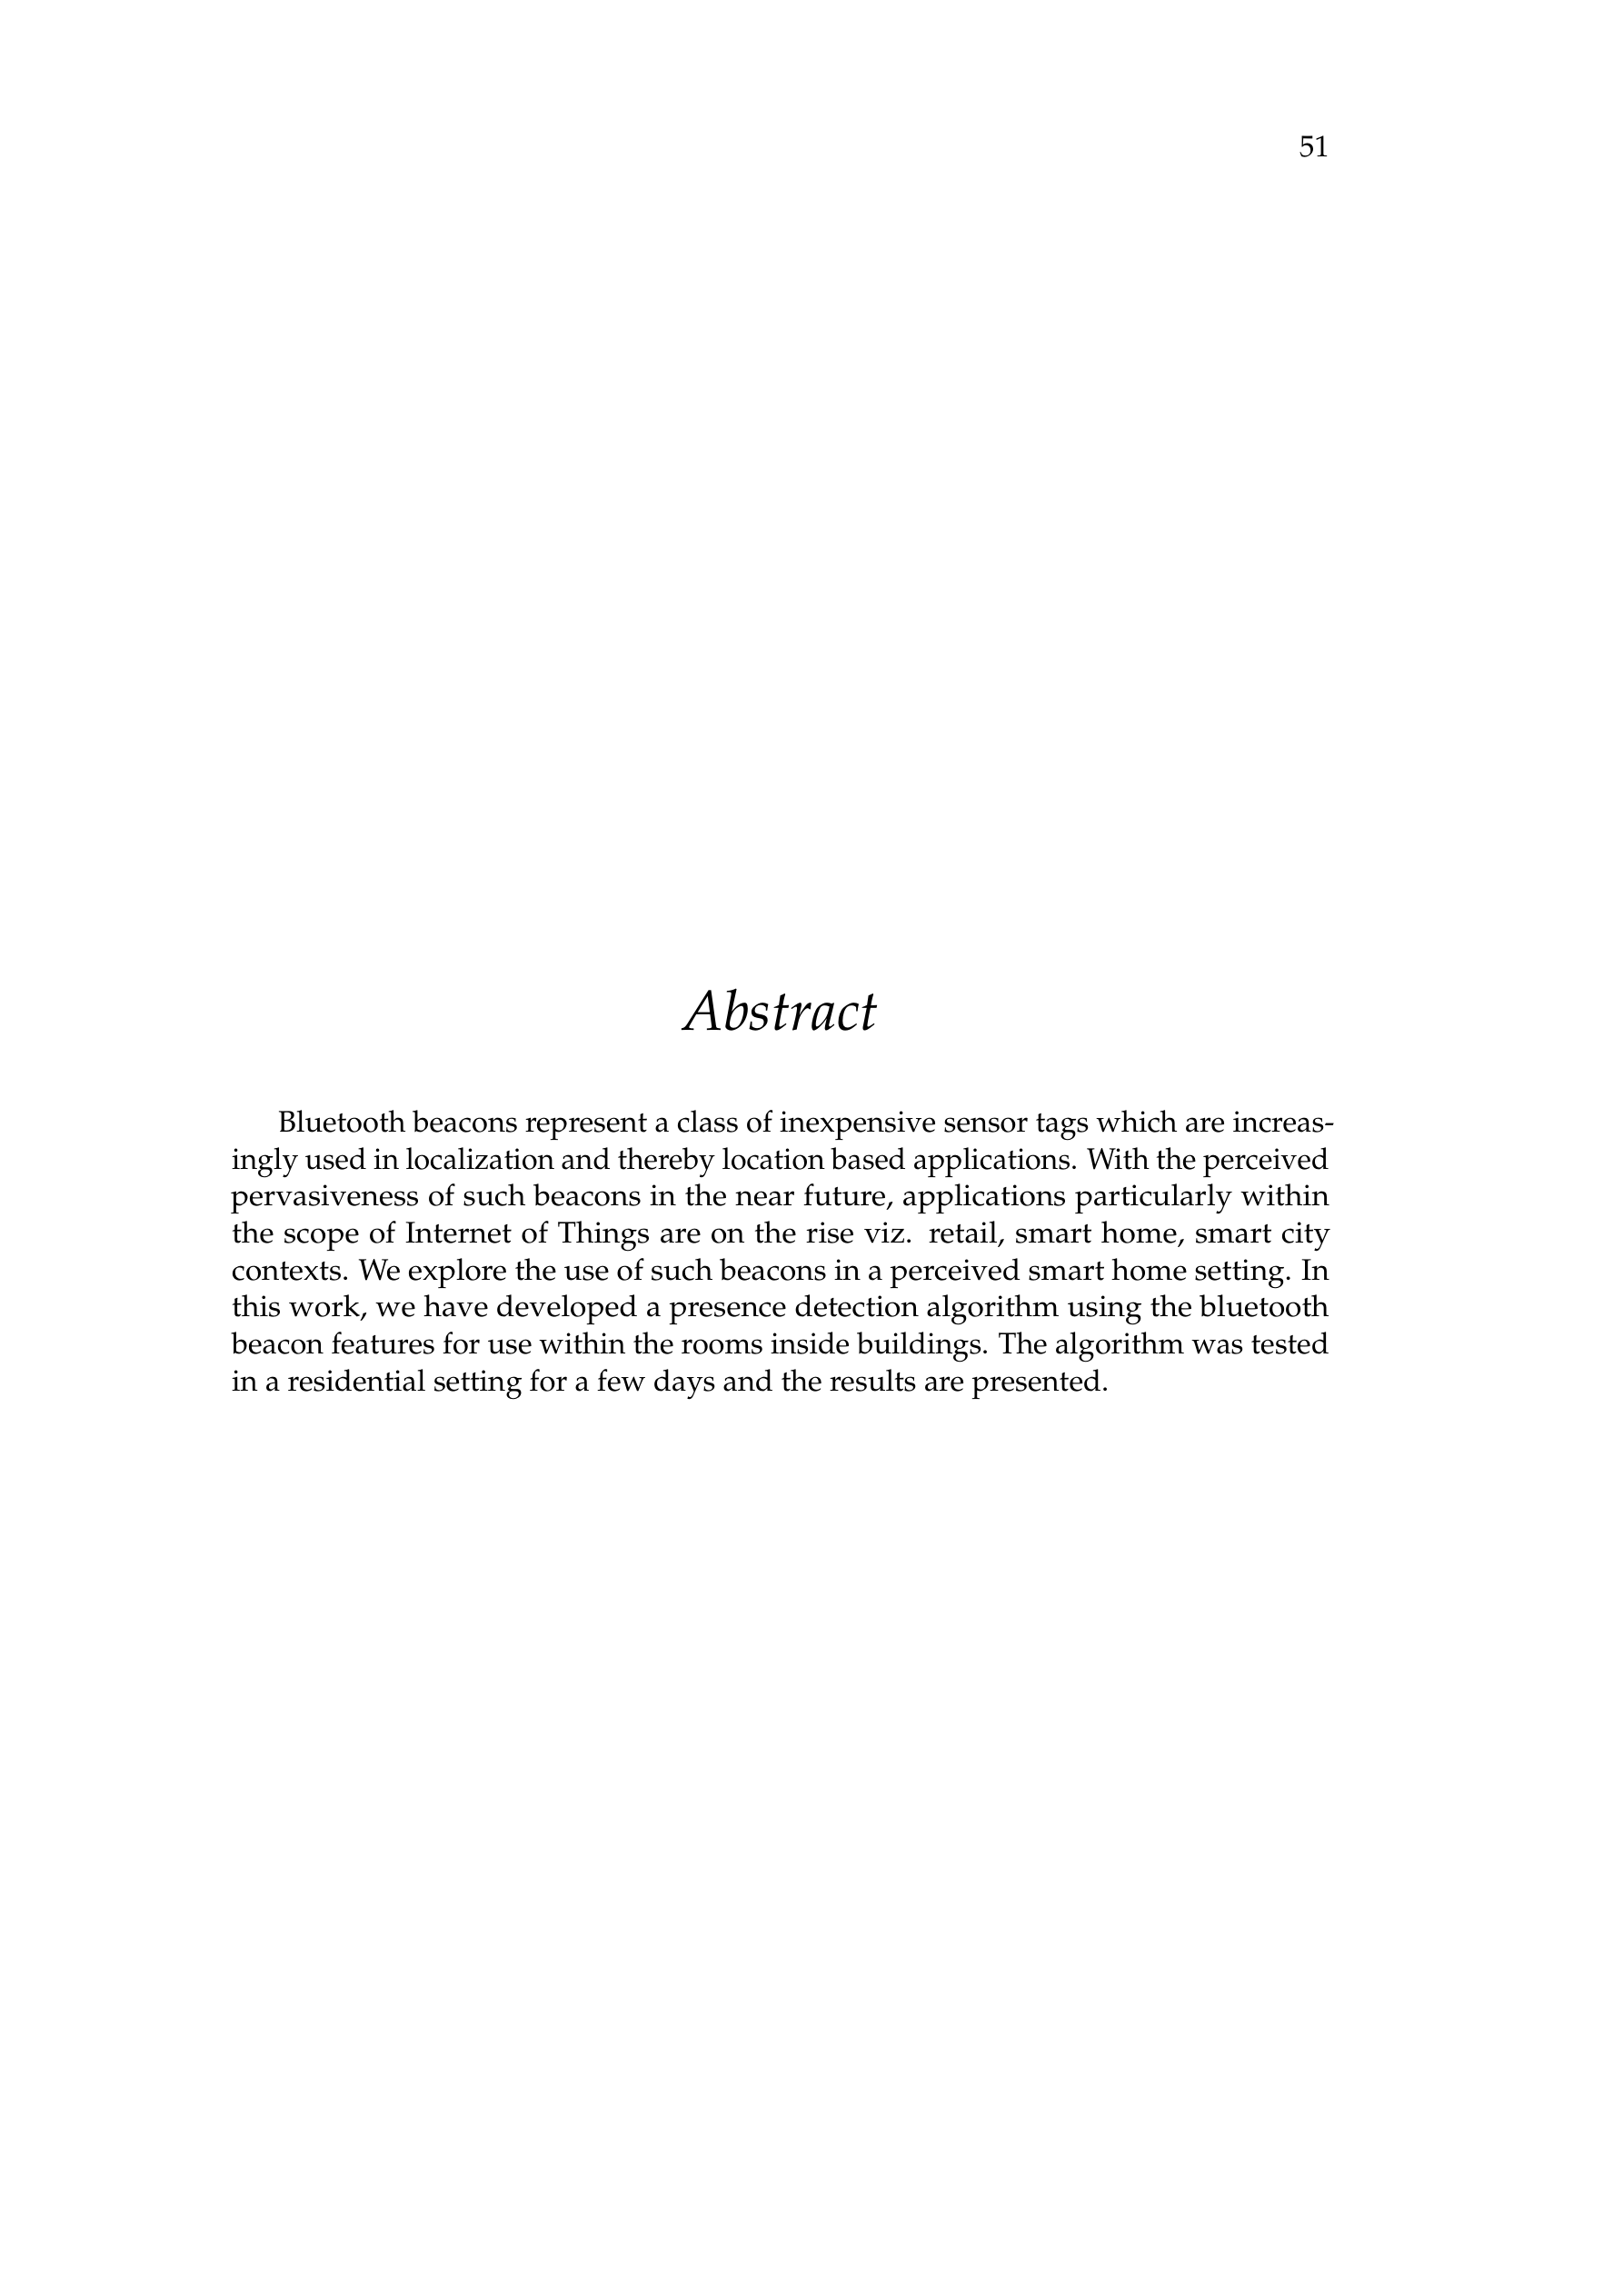 51
Abstract
Bluetooth beacons represent a class of inexpensive sensor tags which are increas-
ingly used in localization and thereby location based applications. With the perceived
pervasiveness of such beacons in the near future, applications particularly within
the scope of Internet of Things are on the rise viz. retail, smart home, smart city
contexts. We explore the use of such beacons in a perceived smart home setting. In
this work, we have developed a presence detection algorithm using the bluetooth
beacon features for use within the rooms inside buildings. The algorithm was tested
in a residential setting for a few days and the results are presented.